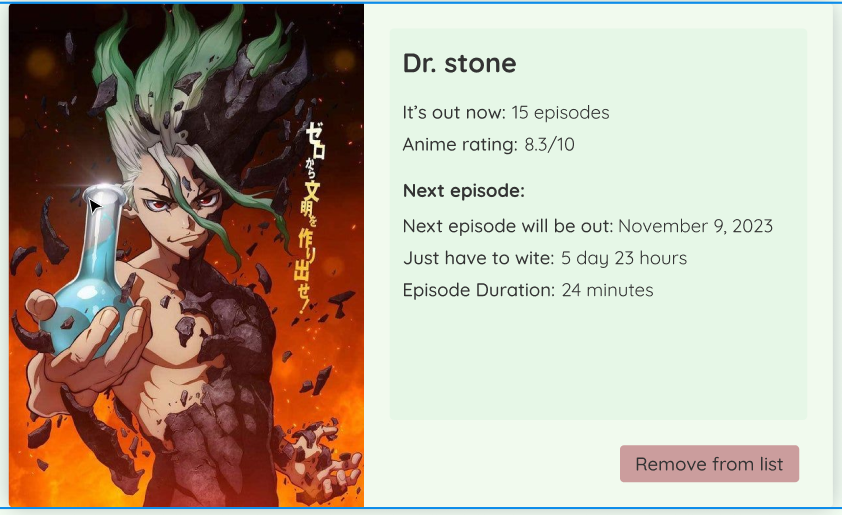 ゼロから文明を作り出せ！
Dr. stone
It’s out now: 15 episodes
Anime rating: 8.3/10
Next episode:
Next episode will be out: November 9, 2023
Just have to wite: 5 day 23 hours
Episode Duration: 24 minutes
Remove from list